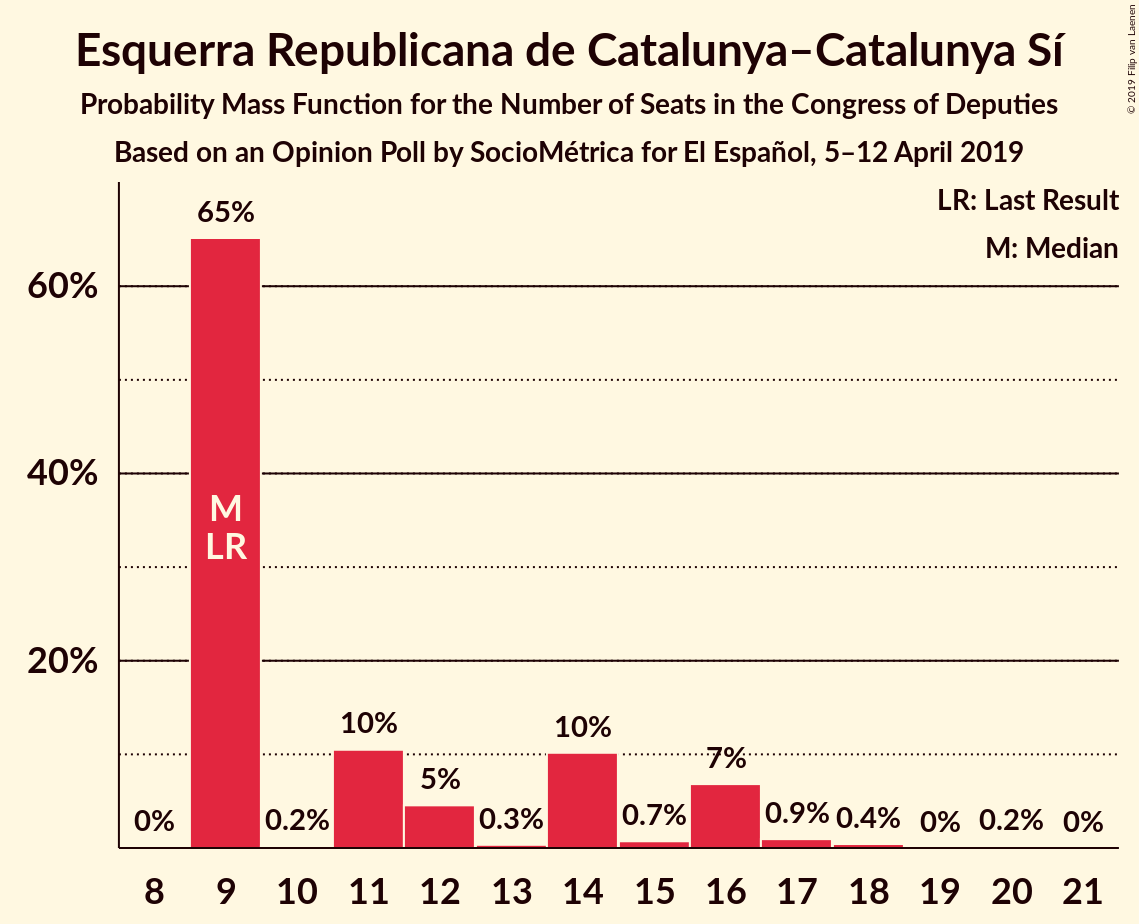 Esquerra Republicana de Catalunya–Catalunya Sí
Probability Mass Function for the Number of Seats in the Congress of Deputies
Based on an Opinion Poll by SocioMétrica for El Español, 5–12 April 2019
© 2019 Filip van Laenen
LR: Last Result
M: Median
60%
40%
20%
0%
65%
0.2%
10%
5%
0.3%
10%
0.7%
7%
0.9%
0.4%
0%
0.2%
0%
M
LR
8 9 10 11 12 13 14 15 16 17 18 19 20 21